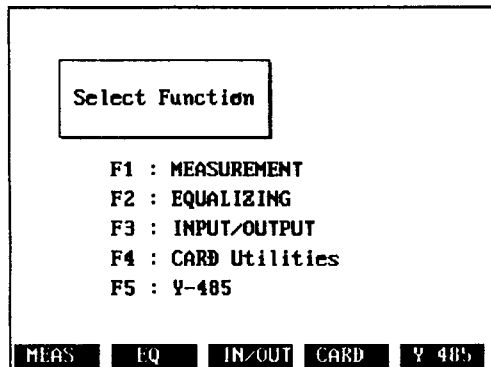 Select Function
F1 : MEASUREMENT
F2 : EQUALIZING
F3 : INPUT/OUTPUT
F4 : CARD Utilities
F5 : Y-485
MEAS EQ IN/OUT CARD Y 485